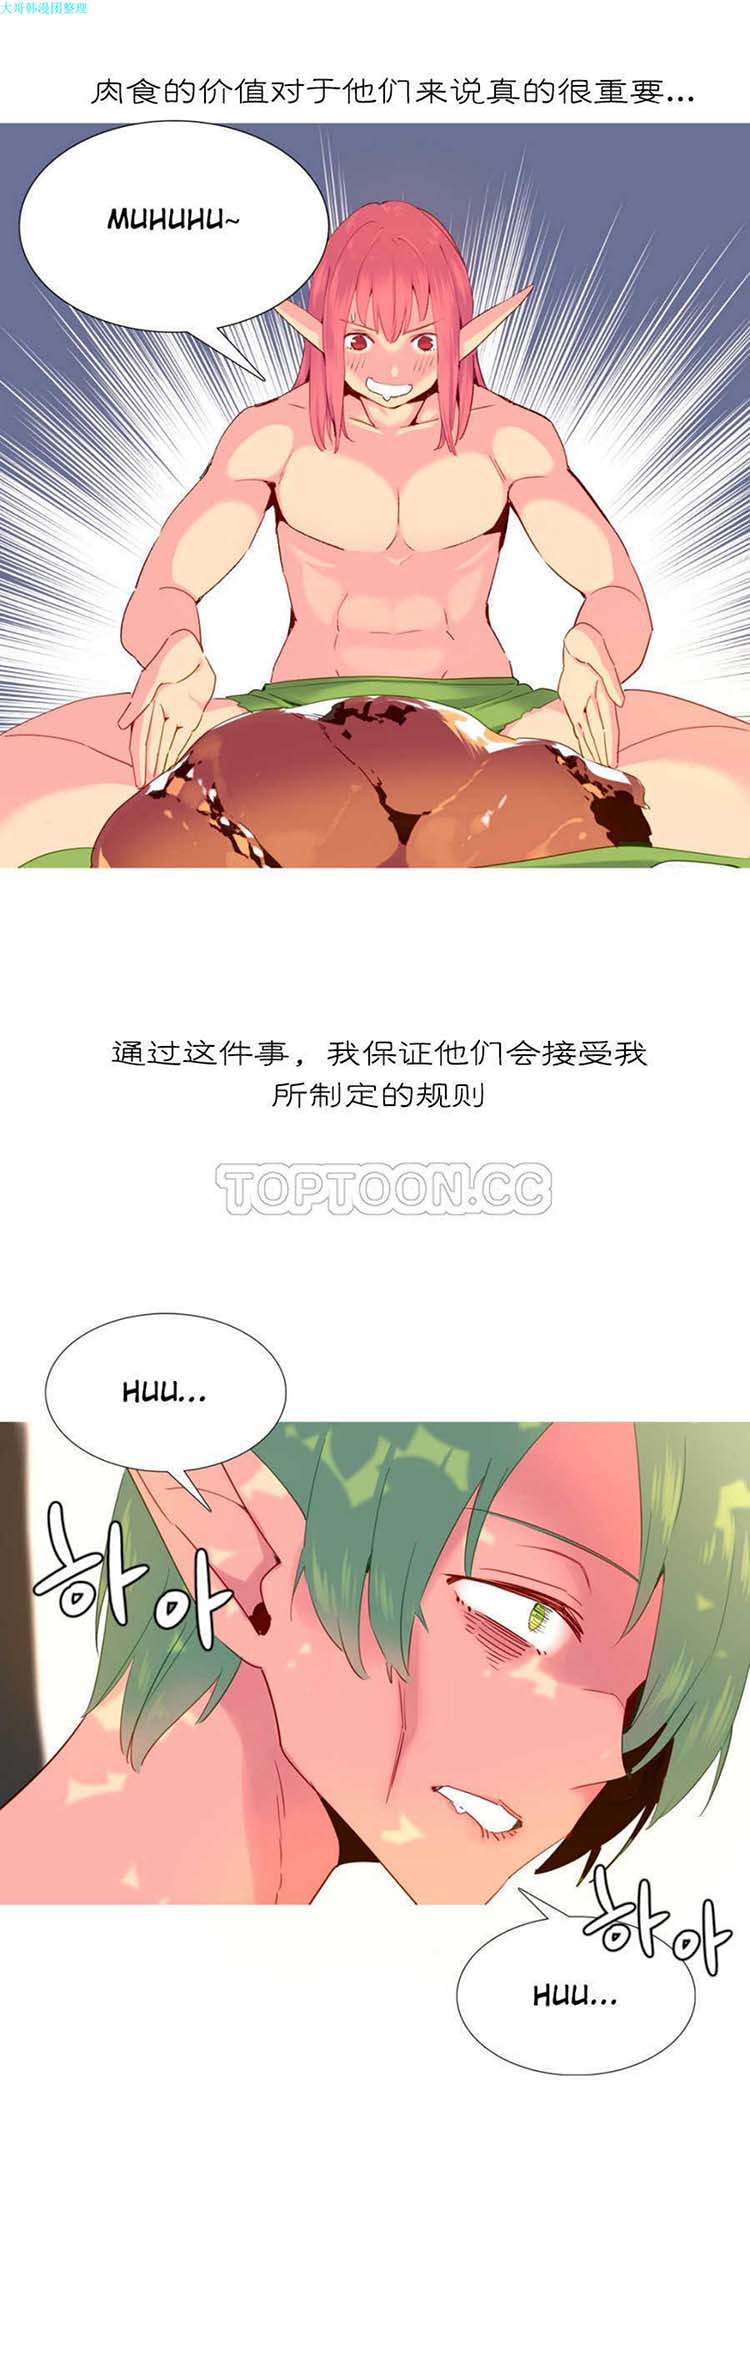 大哥韩漫团整理
肉食的价值对于他们来说真的很重要...
MUHUHU~
通过这件事，我保证他们会接受我
所制定的规则
TOPTOON.CC
HUU...
하아
하아
HUU...